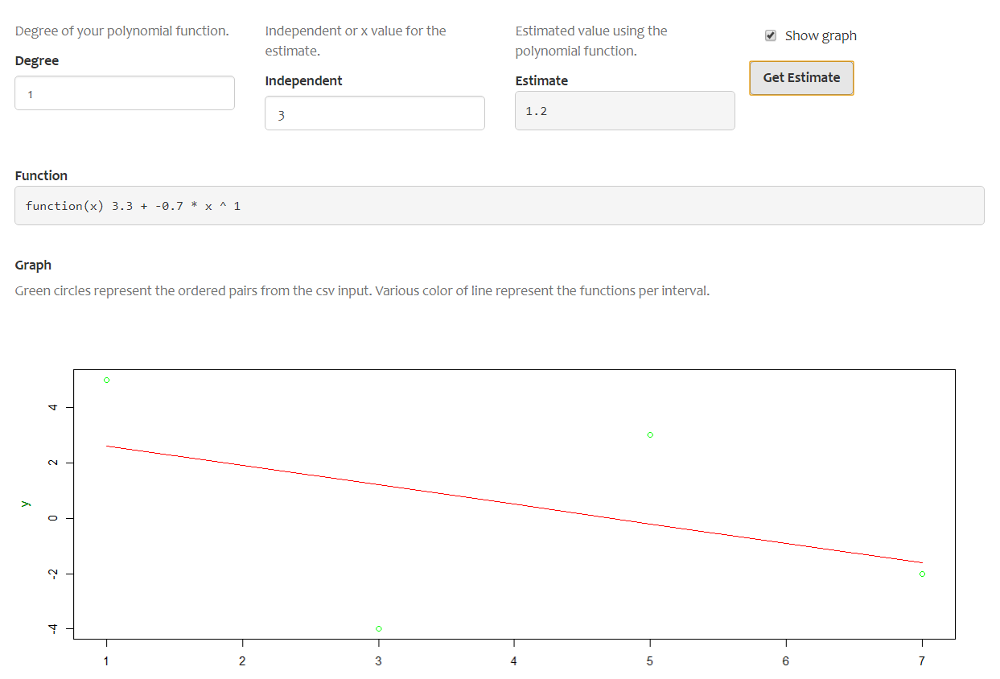 Degree of your polynomial function.
Degree
1
Independent or x value for the
estimate.
Independent
3
Estimated value using the
polynomial function.
Estimate
1.2
Show graph
Get Estimate
Function
function(x) 3.3 + -0.7 * x ^ 1
Graph
Green circles represent the ordered pairs from the csv input. Various color of line represent the functions per interval.
y
4
2
0
-2
-4
1 2 3 4 5 6 7